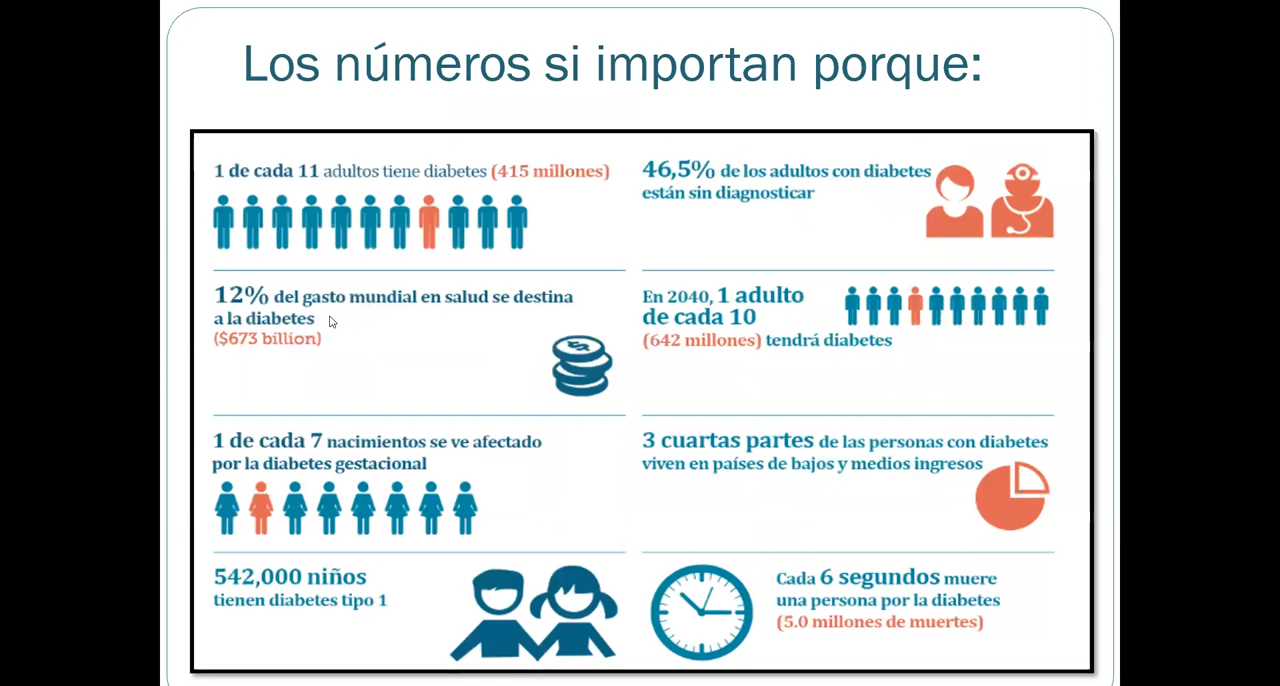 Los números si importan porque:
1 de cada 11 adultos tiene diabetes (415 millones)
46,5% de los adultos con diabetes
están sin diagnosticar
12% del gasto mundial en salud se destina
a la diabetes
($673 billion)
En 2040, 1 adulto
de cada 10
(642 millones) tendrá diabetes
1 de cada 7 nacimientos se ve afectado
por la diabetes gestacional
3 cuartas partes de las personas con diabetes
viven en países de bajos y medios ingresos
542,000 niños
tienen diabetes tipo 1
Cada 6 segundos muere
una persona por la diabetes
(5.0 millones de muertes)